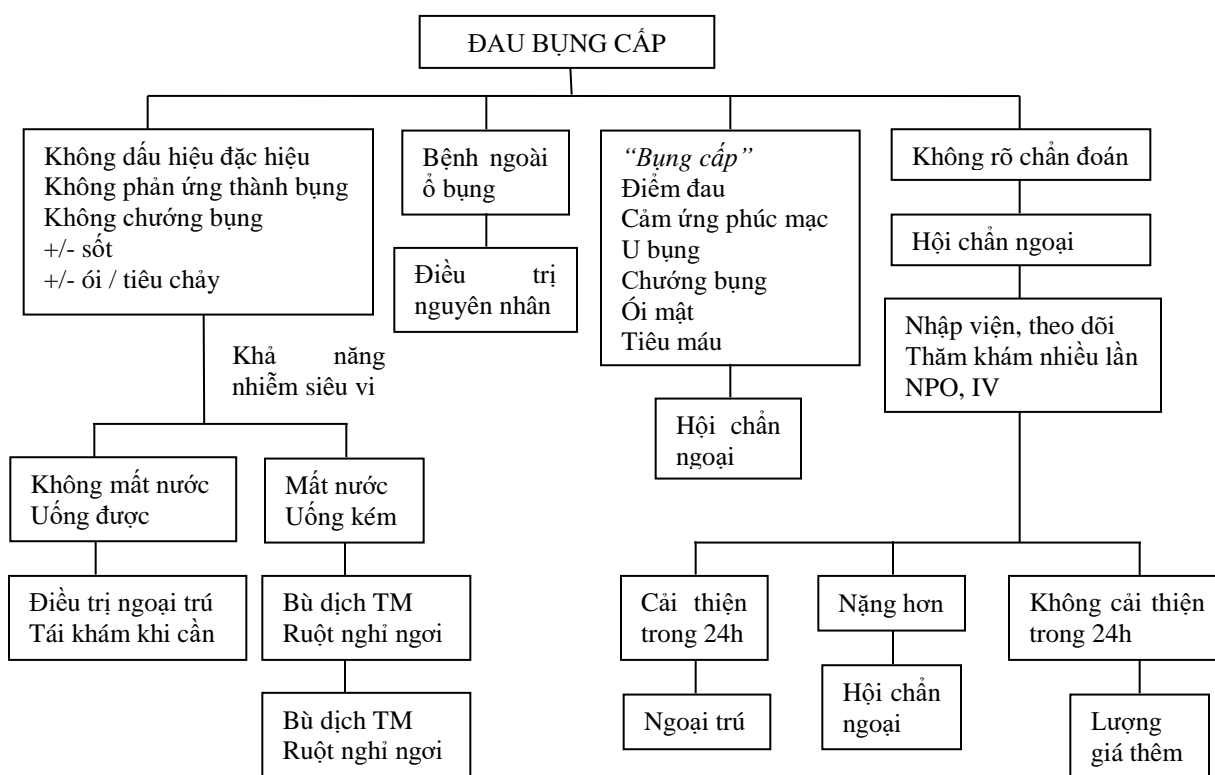 ĐAU BỤNG CẤP
Không dấu hiệu đặc hiệu
Không phản ứng thành bụng
Không chướng bụng
+/- sốt
+/- ói / tiêu chảy
Bệnh ngoài
ổ bụng
“Bụng cấp”
Điểm đau
Cảm ứng phúc mạc
U bụng
Chướng bụng
Ói mật
Tiêu máu
Không rõ chẩn đoán
Điều trị
nguyên nhân
Hội chẩn ngoại
Nhập viện, theo dõi
Thăm khám nhiều lần
NPO, IV
Khả năng
nhiễm siêu vi
Hội chẩn
ngoại
Không mất nước
Uống được
Mất nước
Uống kém
Điều trị ngoại trú
Tái khám khi cần
Bù dịch TM
Ruột nghỉ ngơi
Cải thiện
trong 24h
Nặng hơn
Không cải thiện
trong 24h
Bù dịch TM
Ruột nghỉ ngơi
Ngoại trú
Hội chẩn
ngoại
Lượng
giá thêm